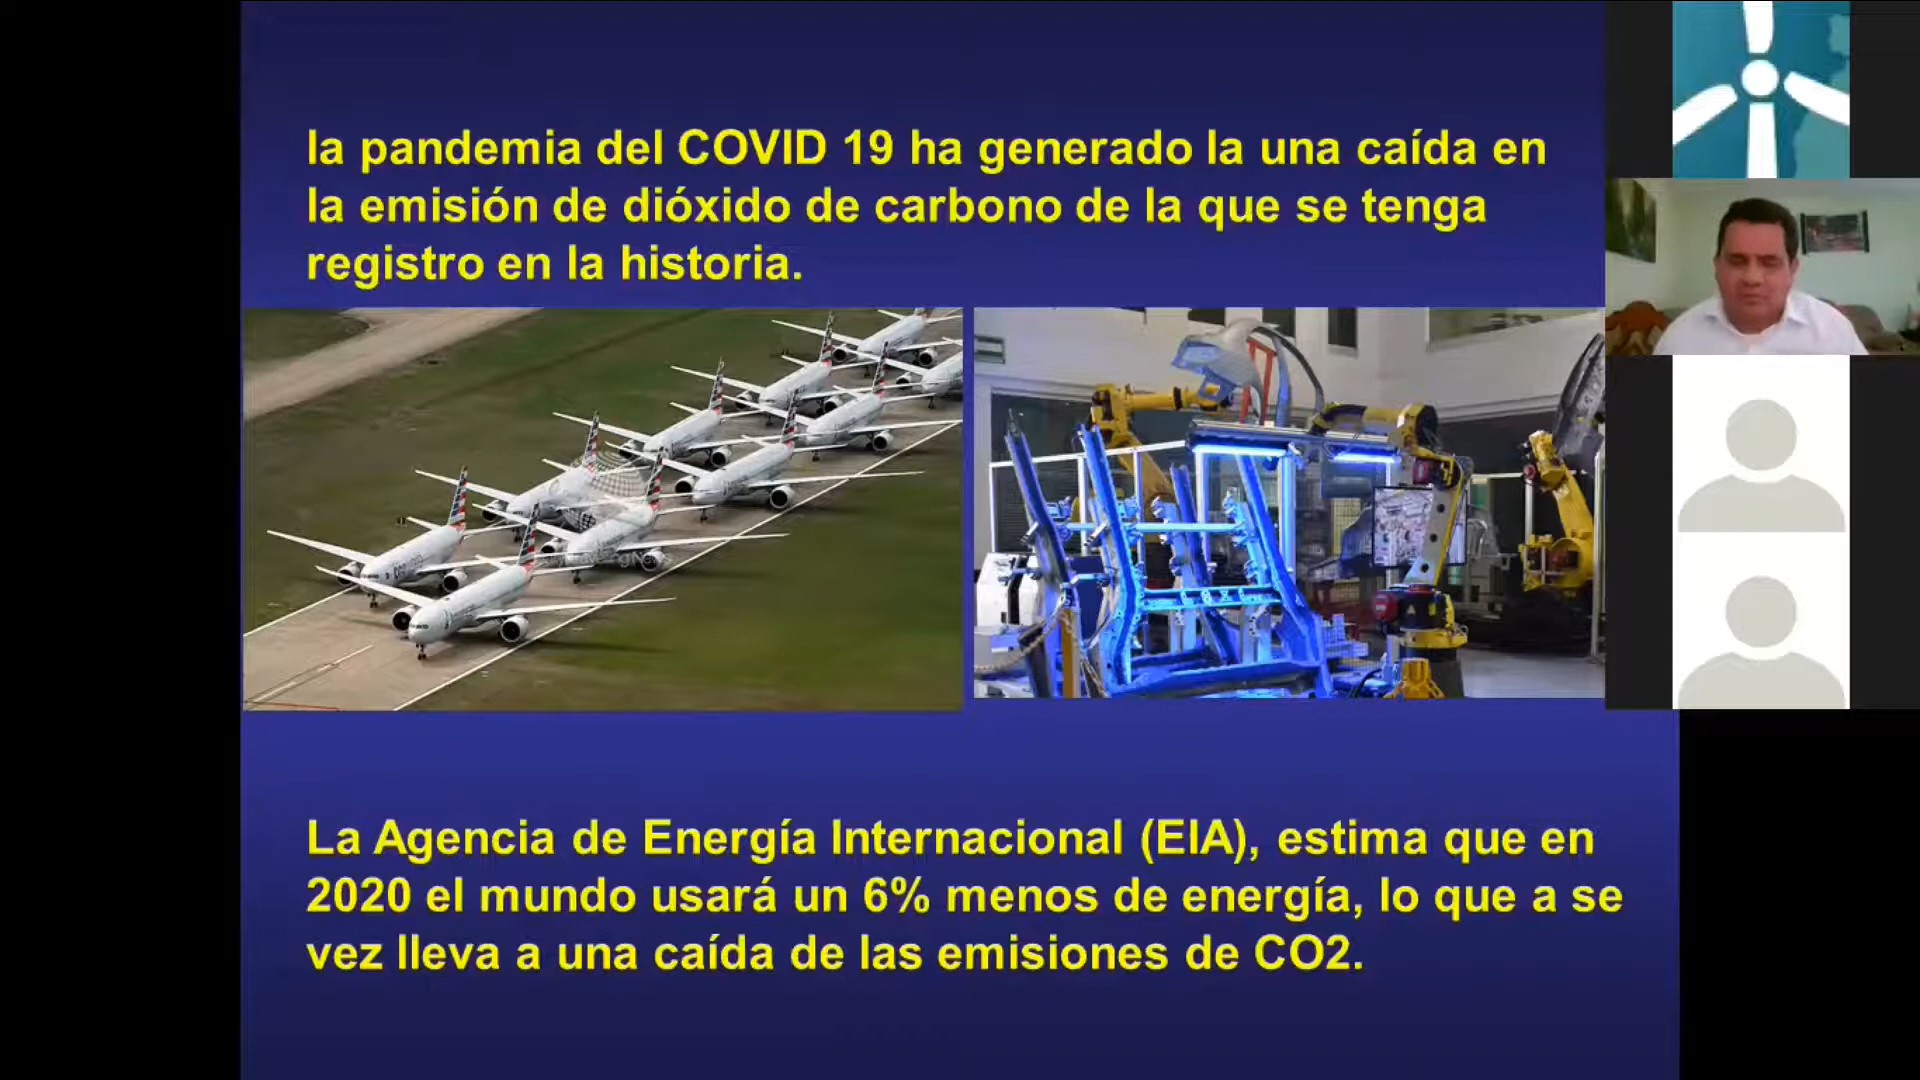 la pandemia del COVID 19 ha generado la una caída en
la emisión de dióxido de carbono de la que se tenga
registro en la historia.
La Agencia de Energía Internacional (EIA), estima que en
2020 el mundo usará un 6% menos de energía, lo que a se
vez lleva a una caída de las emisiones de CO2.